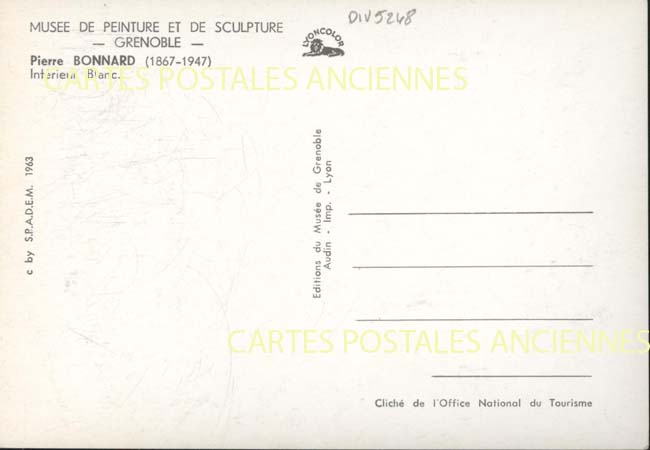 MUSEE DE PEINTURE ET DE SCULPTURE
— GRENOBLE —
Pierre BONNARD (1867-1947)
Intérieur Blanc.
DIV5248
LYONCOLOR
CARTES POSTALES ANCIENNES
c by S.P.A.D.E.M. 1963
Editions du Musée de Grenoble
Audin - Imp. - Lyon
CARTES POSTALES ANCIENNES
Cliché de l'Office National du Tourisme